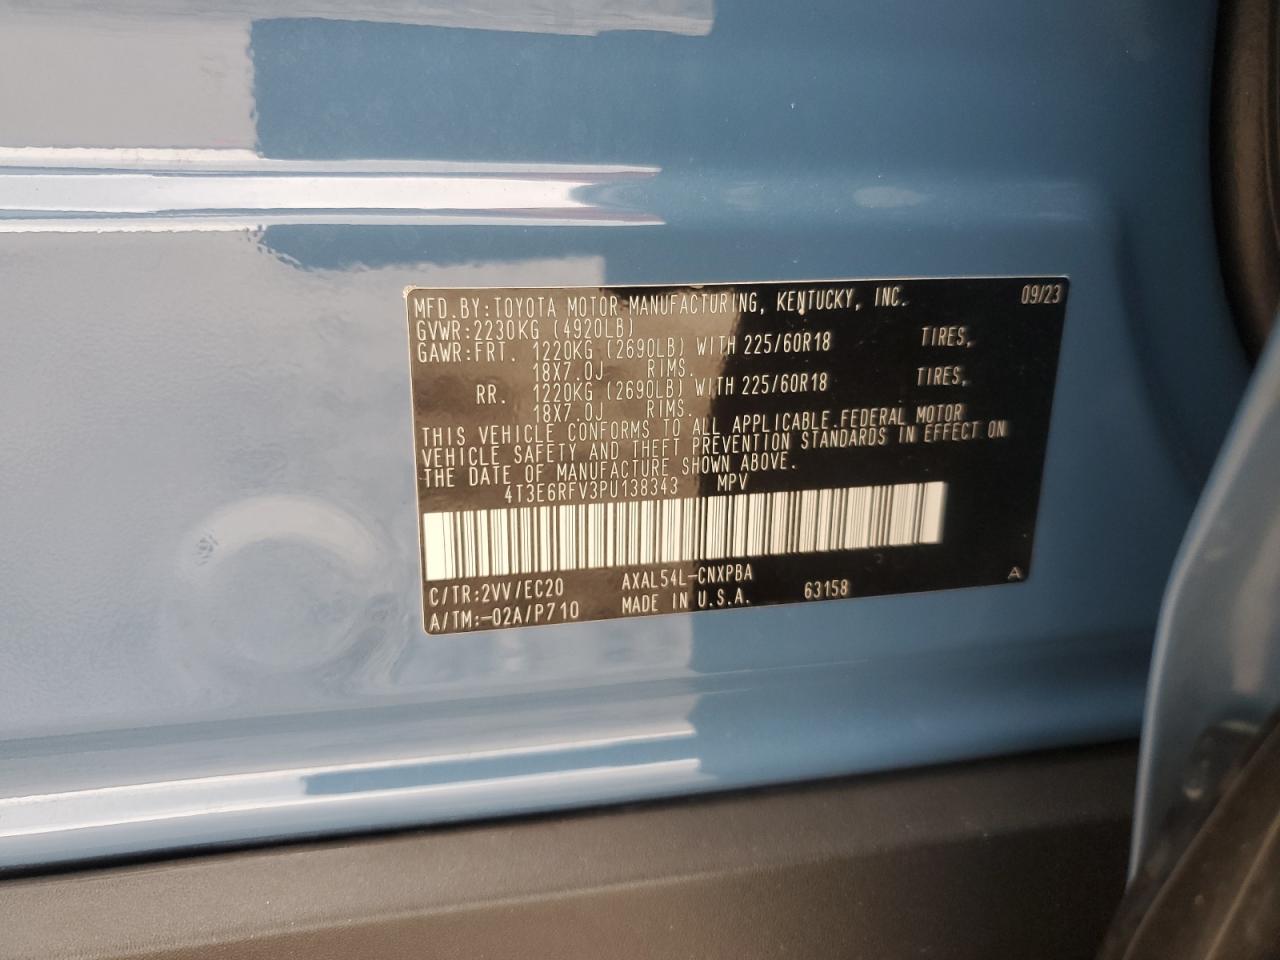 MFD.BY:TOYOTA MOTOR MANUFACTURING, KENTUCKY, INC. 09/23
GVWR:2230KG (4920LB)
GAWR:FRT. 1220KG (2690LB) WITH 225/60R18 TIRES,
18X7.0J RIMS.
RR. 1220KG (2690LB) WITH 225/60R18 TIRES,
18X7.0J RIMS.
THIS VEHICLE CONFORMS TO ALL APPLICABLE FEDERAL MOTOR
VEHICLE SAFETY AND THEFT PREVENTION STANDARDS IN EFFECT ON
THE DATE OF MANUFACTURE SHOWN ABOVE.
4T3E6RFV3PU138343 MPV
C/TR:2VV/EC20 AXAL54L-CNXPBA
A/TM:-02A/P710 MADE IN U.S.A. 63158 A